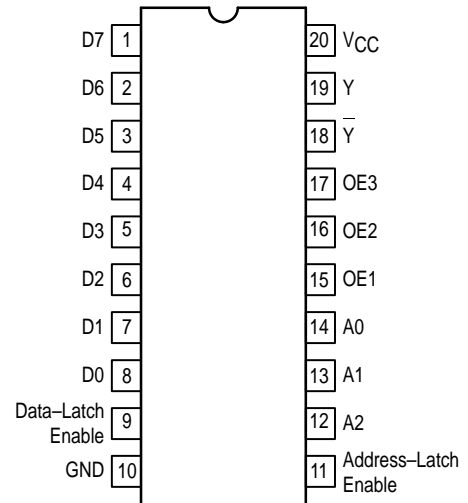 D7 1 20 VCC
D6 2 19 Y
D5 3 18 Y̅
D4 4 17 OE3
D3 5 16 OE2
D2 6 15 OE1
D1 7 14 A0
D0 8 13 A1
Data–Latch
Enable 9 12 A2
GND 10 11 Address–Latch
Enable